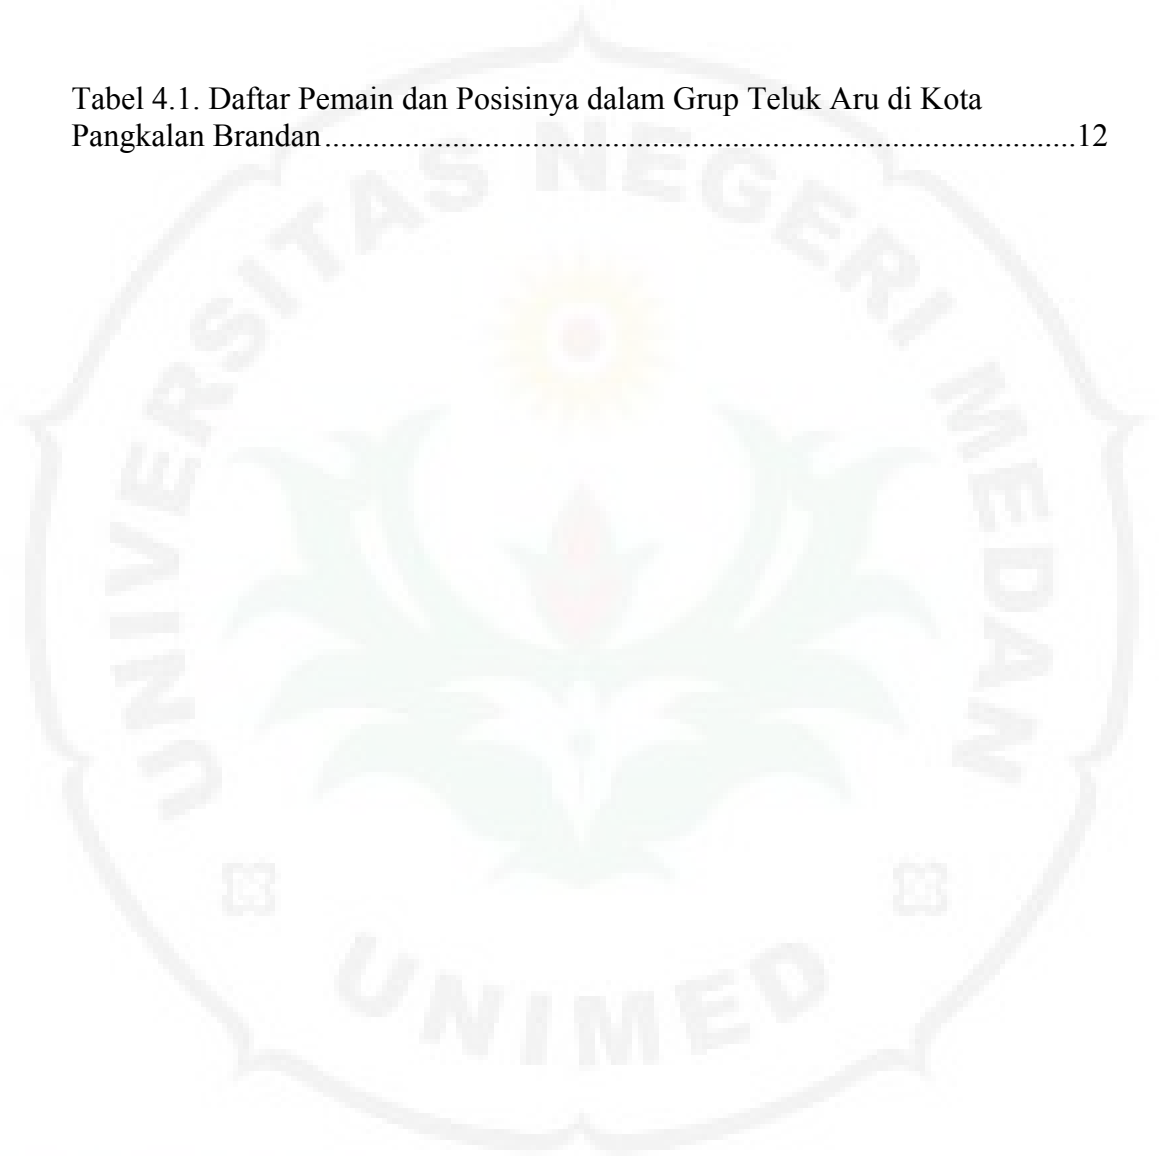 Tabel 4.1. Daftar Pemain dan Posisinya dalam Grup Teluk Aru di Kota
Pangkalan Brandan..............................................................................................12
UNIVERSITAS NEGERI MEDAN
UNIMED